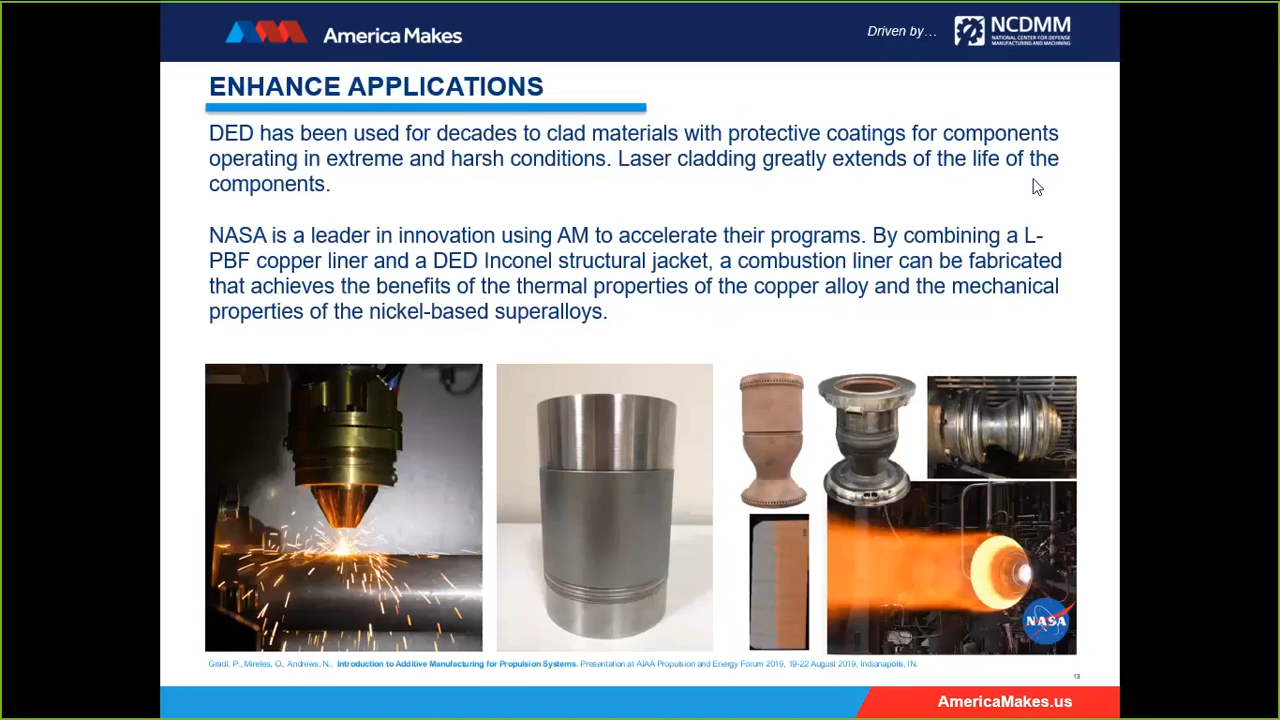 America Makes
Driven by…
NCDMM
NATIONAL CENTER FOR DEFENSE
MANUFACTURING AND MACHINING
ENHANCE APPLICATIONS
DED has been used for decades to clad materials with protective coatings for components
operating in extreme and harsh conditions. Laser cladding greatly extends of the life of the
components.
NASA is a leader in innovation using AM to accelerate their programs. By combining a L-
PBF copper liner and a DED Inconel structural jacket, a combustion liner can be fabricated
that achieves the benefits of the thermal properties of the copper alloy and the mechanical
properties of the nickel-based superalloys.
NASA
Gradl, P., Mireles, O., Andrews, N., Introduction to Additive Manufacturing for Propulsion Systems. Presentation at AIAA Propulsion and Energy Forum 2019, 19-22 August 2019, Indianapolis, IN.
13
AmericaMakes.us